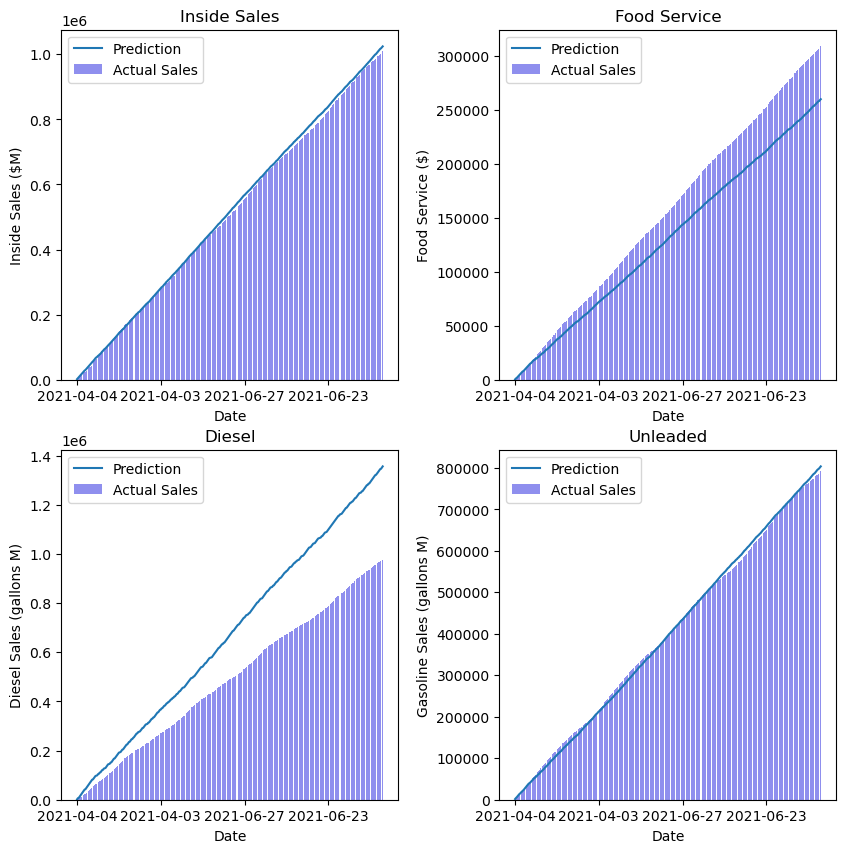 Inside Sales
1e6
Prediction
Actual Sales
Inside Sales ($M)
1.0
0.8
0.6
0.4
0.2
0.0
2021-04-04 2021-04-03 2021-06-27 2021-06-23
Date
Food Service
Prediction
Actual Sales
Food Service ($)
300000
250000
200000
150000
100000
50000
0
2021-04-04 2021-04-03 2021-06-27 2021-06-23
Date
Diesel
1e6
Prediction
Actual Sales
Diesel Sales (gallons M)
1.4
1.2
1.0
0.8
0.6
0.4
0.2
0.0
2021-04-04 2021-04-03 2021-06-27 2021-06-23
Date
Unleaded
Prediction
Actual Sales
Gasoline Sales (gallons M)
800000
700000
600000
500000
400000
300000
200000
100000
0
2021-04-04 2021-04-03 2021-06-27 2021-06-23
Date